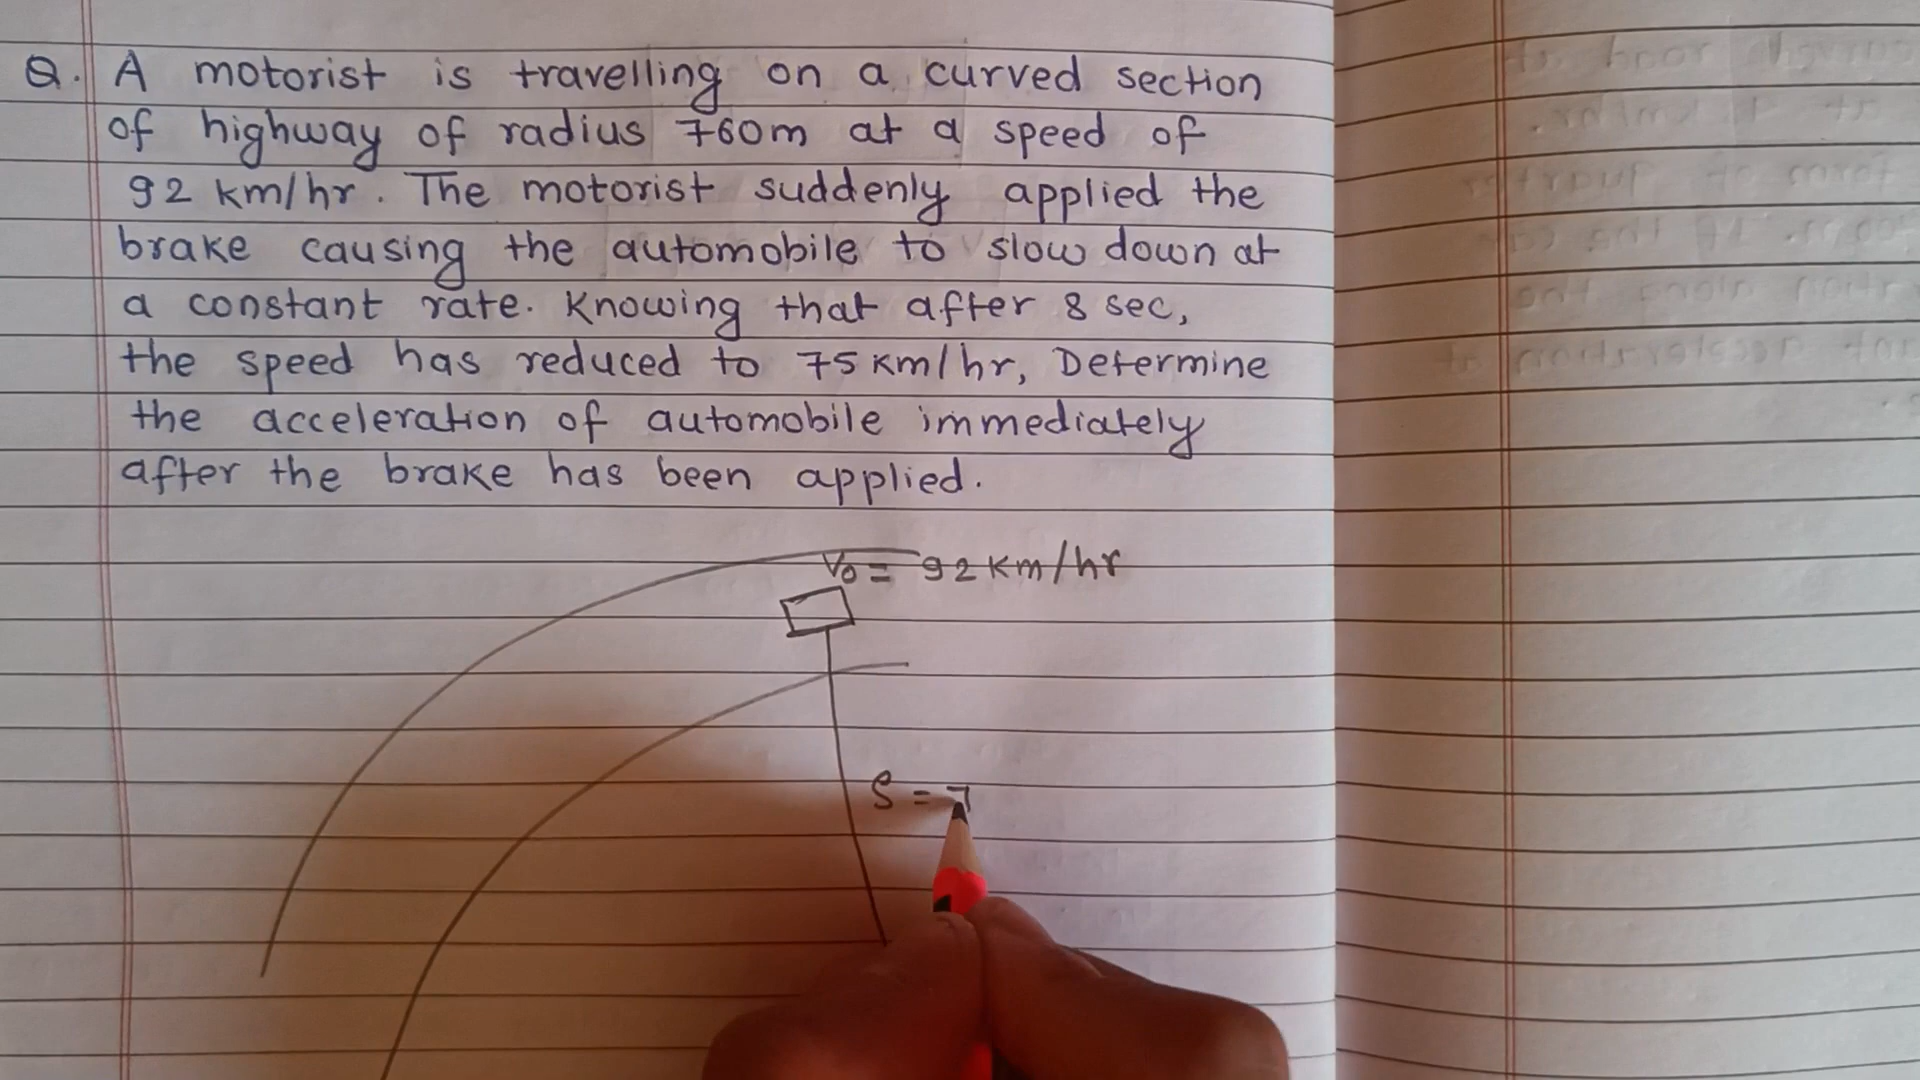 Q. A motorist is travelling on a curved section
of highway of radius 760m at a speed of
92 km/hr. The motorist suddenly applied the
brake causing the automobile to slow down at
a constant rate. Knowing that after 8 sec,
the speed has reduced to 75 km/hr, Determine
the acceleration of automobile immediately
after the brake has been applied.
V₀ = 92 km/hr
ρ = 7